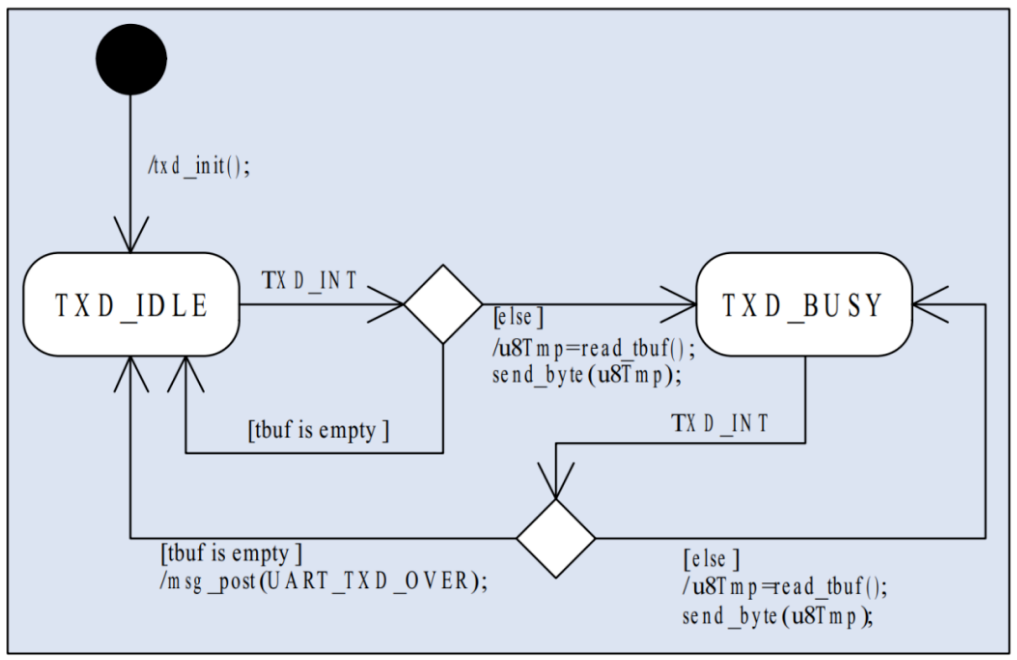 /txd_init();
TXD_INT
TXD_IDLE
TXD_BUSY
[else]
/u8Tmp=read_tbuf();
send_byte(u8Tmp);
[tbuf is empty]
TXD_INT
[tbuf is empty]
/msg_post(UART_TXD_OVER);
[else]
/u8Tmp=read_tbuf();
send_byte(u8Tmp);